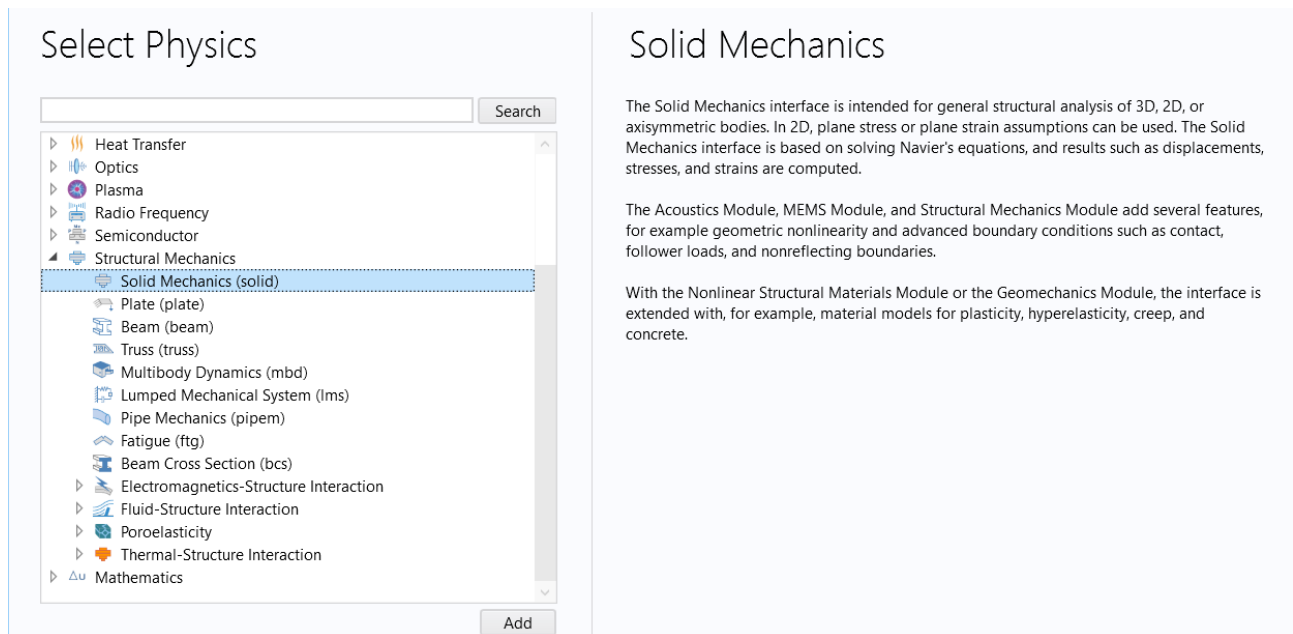 Select Physics
Search
Heat Transfer
Optics
Plasma
Radio Frequency
Semiconductor
Structural Mechanics
Solid Mechanics (solid)
Plate (plate)
Beam (beam)
Truss (truss)
Multibody Dynamics (mbd)
Lumped Mechanical System (lms)
Pipe Mechanics (pipem)
Fatigue (ftg)
Beam Cross Section (bcs)
Electromagnetics-Structure Interaction
Fluid-Structure Interaction
Poroelasticity
Thermal-Structure Interaction
Δu Mathematics
Add
Solid Mechanics
The Solid Mechanics interface is intended for general structural analysis of 3D, 2D, or
axisymmetric bodies. In 2D, plane stress or plane strain assumptions can be used. The Solid
Mechanics interface is based on solving Navier's equations, and results such as displacements,
stresses, and strains are computed.
The Acoustics Module, MEMS Module, and Structural Mechanics Module add several features,
for example geometric nonlinearity and advanced boundary conditions such as contact,
follower loads, and nonreflecting boundaries.
With the Nonlinear Structural Materials Module or the Geomechanics Module, the interface is
extended with, for example, material models for plasticity, hyperelasticity, creep, and
concrete.